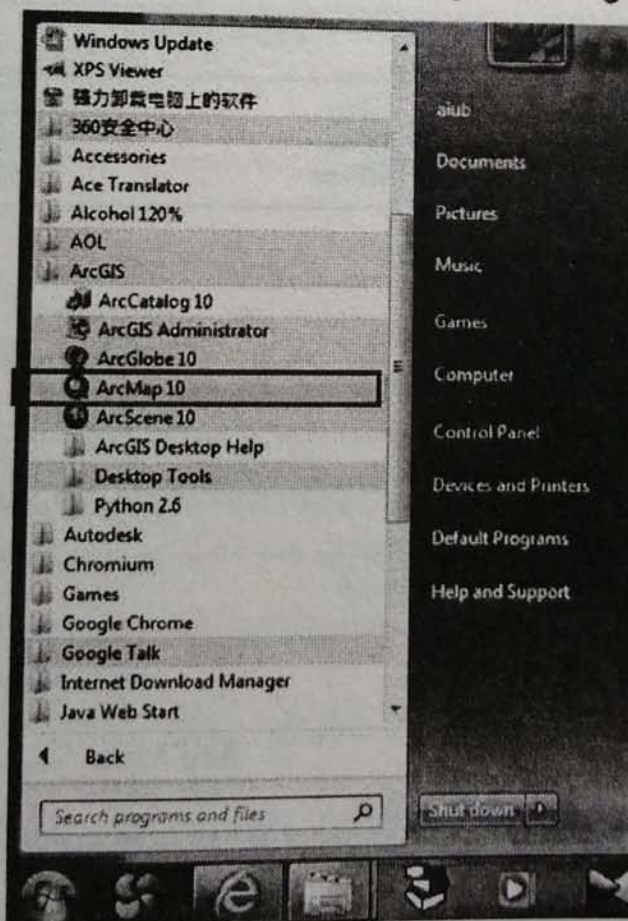 Windows Update
XPS Viewer
强力卸载电脑上的软件
360安全中心
Accessories
Ace Translator
Alcohol 120%
AOL
ArcGIS
ArcCatalog 10
ArcGIS Administrator
ArcGlobe 10
ArcMap 10
ArcScene 10
ArcGIS Desktop Help
Desktop Tools
Python 2.6
Autodesk
Chromium
Games
Google Chrome
Google Talk
Internet Download Manager
Java Web Start
Back
Search programs and files
aiub
Documents
Pictures
Music
Games
Computer
Control Panel
Devices and Printers
Default Programs
Help and Support
Shut down